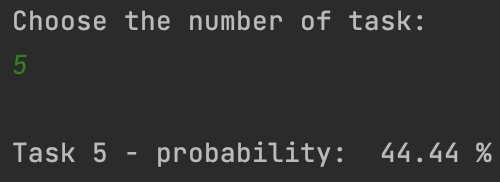 Choose the number of task:
5
Task 5 - probability:  44.44 %